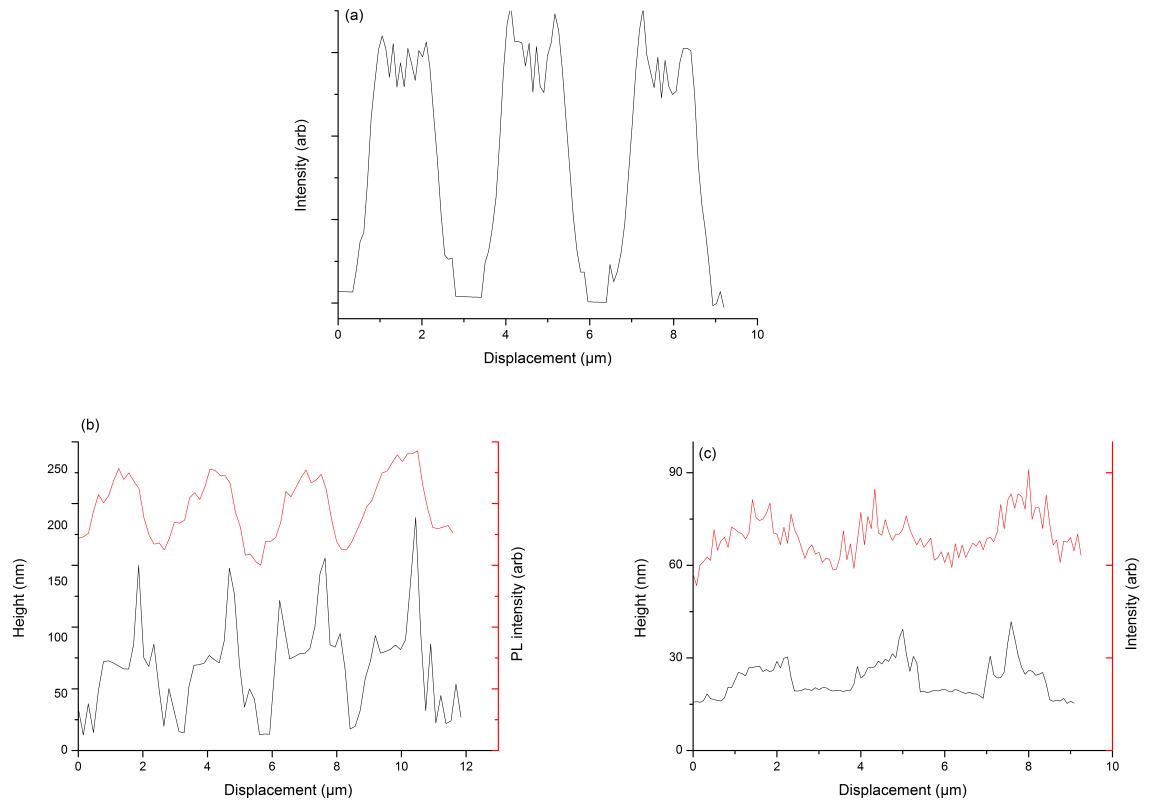 (a)
Intensity (arb)
0 2 4 6 8 10
Displacement (µm)
(b)
250
200
150
100
50
0
Height (nm)
PL intensity (arb)
0 2 4 6 8 10 12
Displacement (µm)
(c)
90
60
30
0
Height (nm)
Intensity (arb)
0 2 4 6 8 10
Displacement (µm)